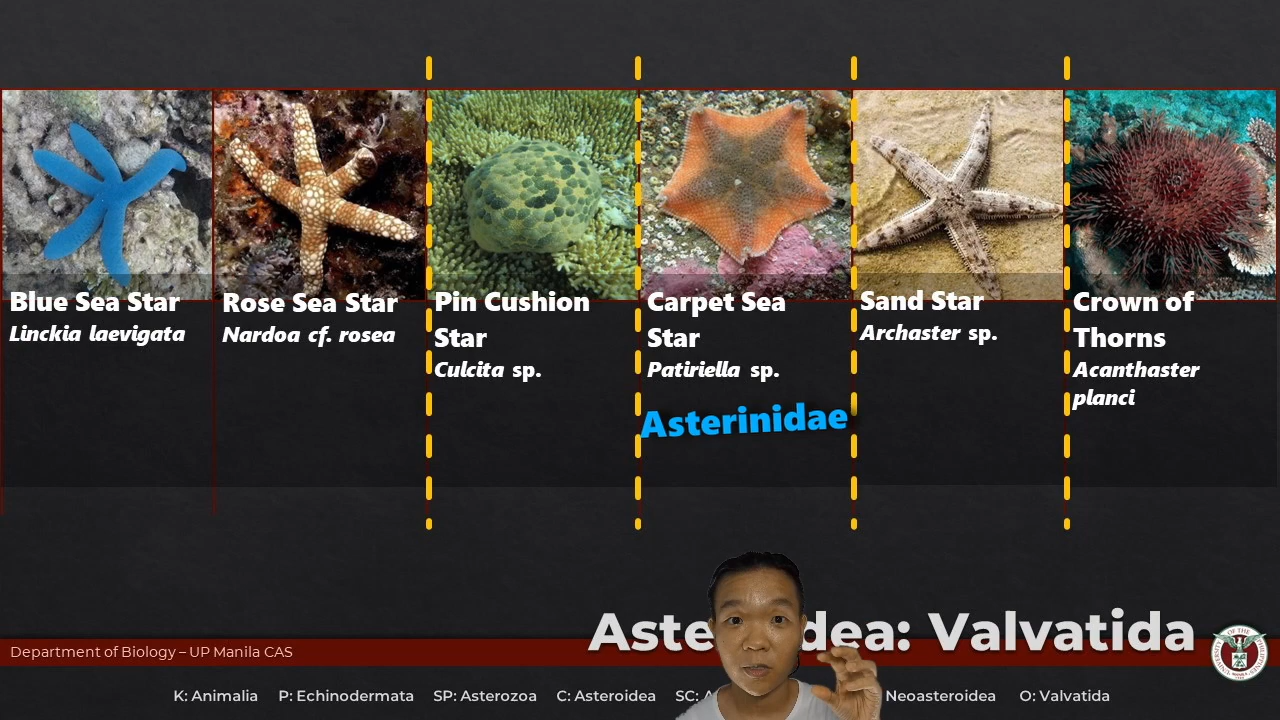 Blue Sea Star
Linckia laevigata
Rose Sea Star
Nardoa cf. rosea
Pin Cushion
Star
Culcita sp.
Carpet Sea
Star
Patiriella sp.
Asterinidae
Sand Star
Archaster sp.
Crown of
Thorns
Acanthaster
planci
Aste dea: Valvatida
Department of Biology – UP Manila CAS
K: Animalia P: Echinodermata SP: Asterozoa C: Asteroidea SC: A Neoasteroidea O: Valvatida